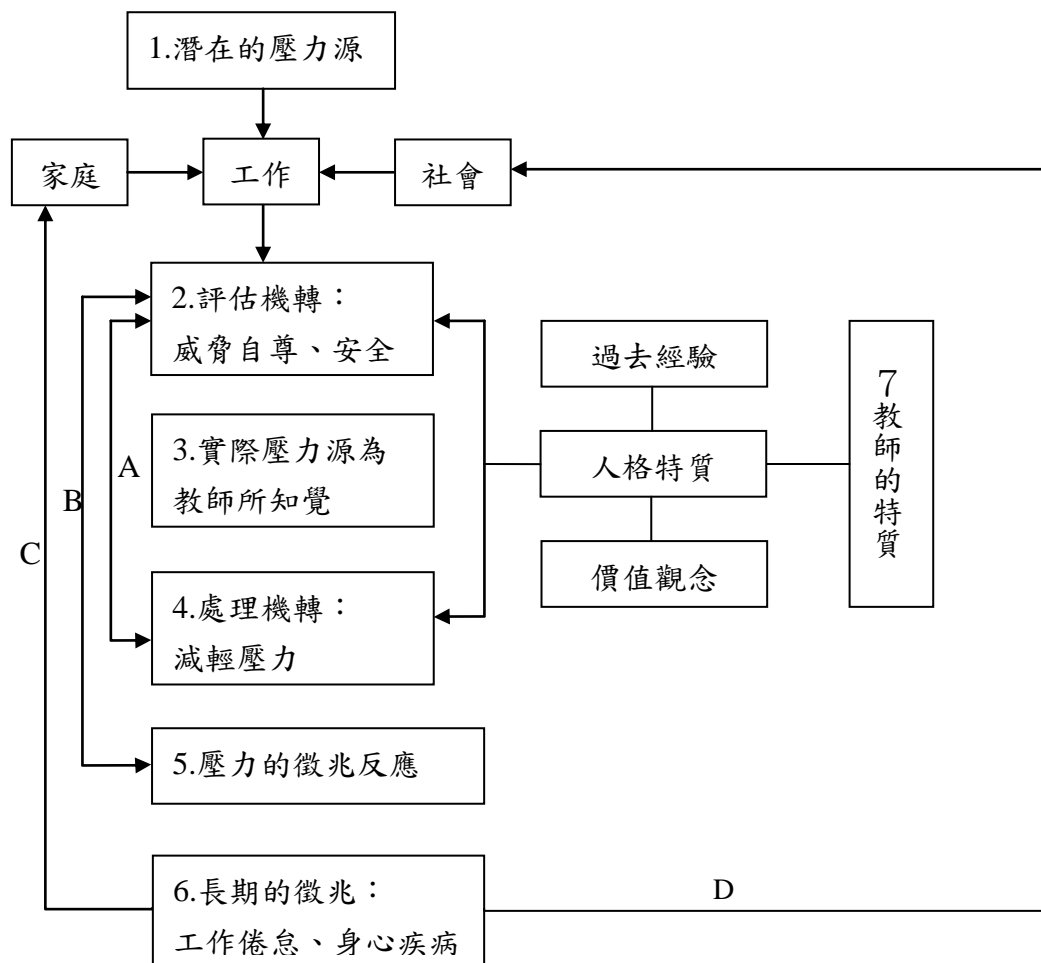 1.潛在的壓力源
家庭
工作
社會
2.評估機轉：
威脅自尊、安全
3.實際壓力源為
教師所知覺
4.處理機轉：
減輕壓力
5.壓力的徵兆反應
6.長期的徵兆：
工作倦怠、身心疾病
A
B
C
D
過去經驗
人格特質
價值觀念
７
教師的特質